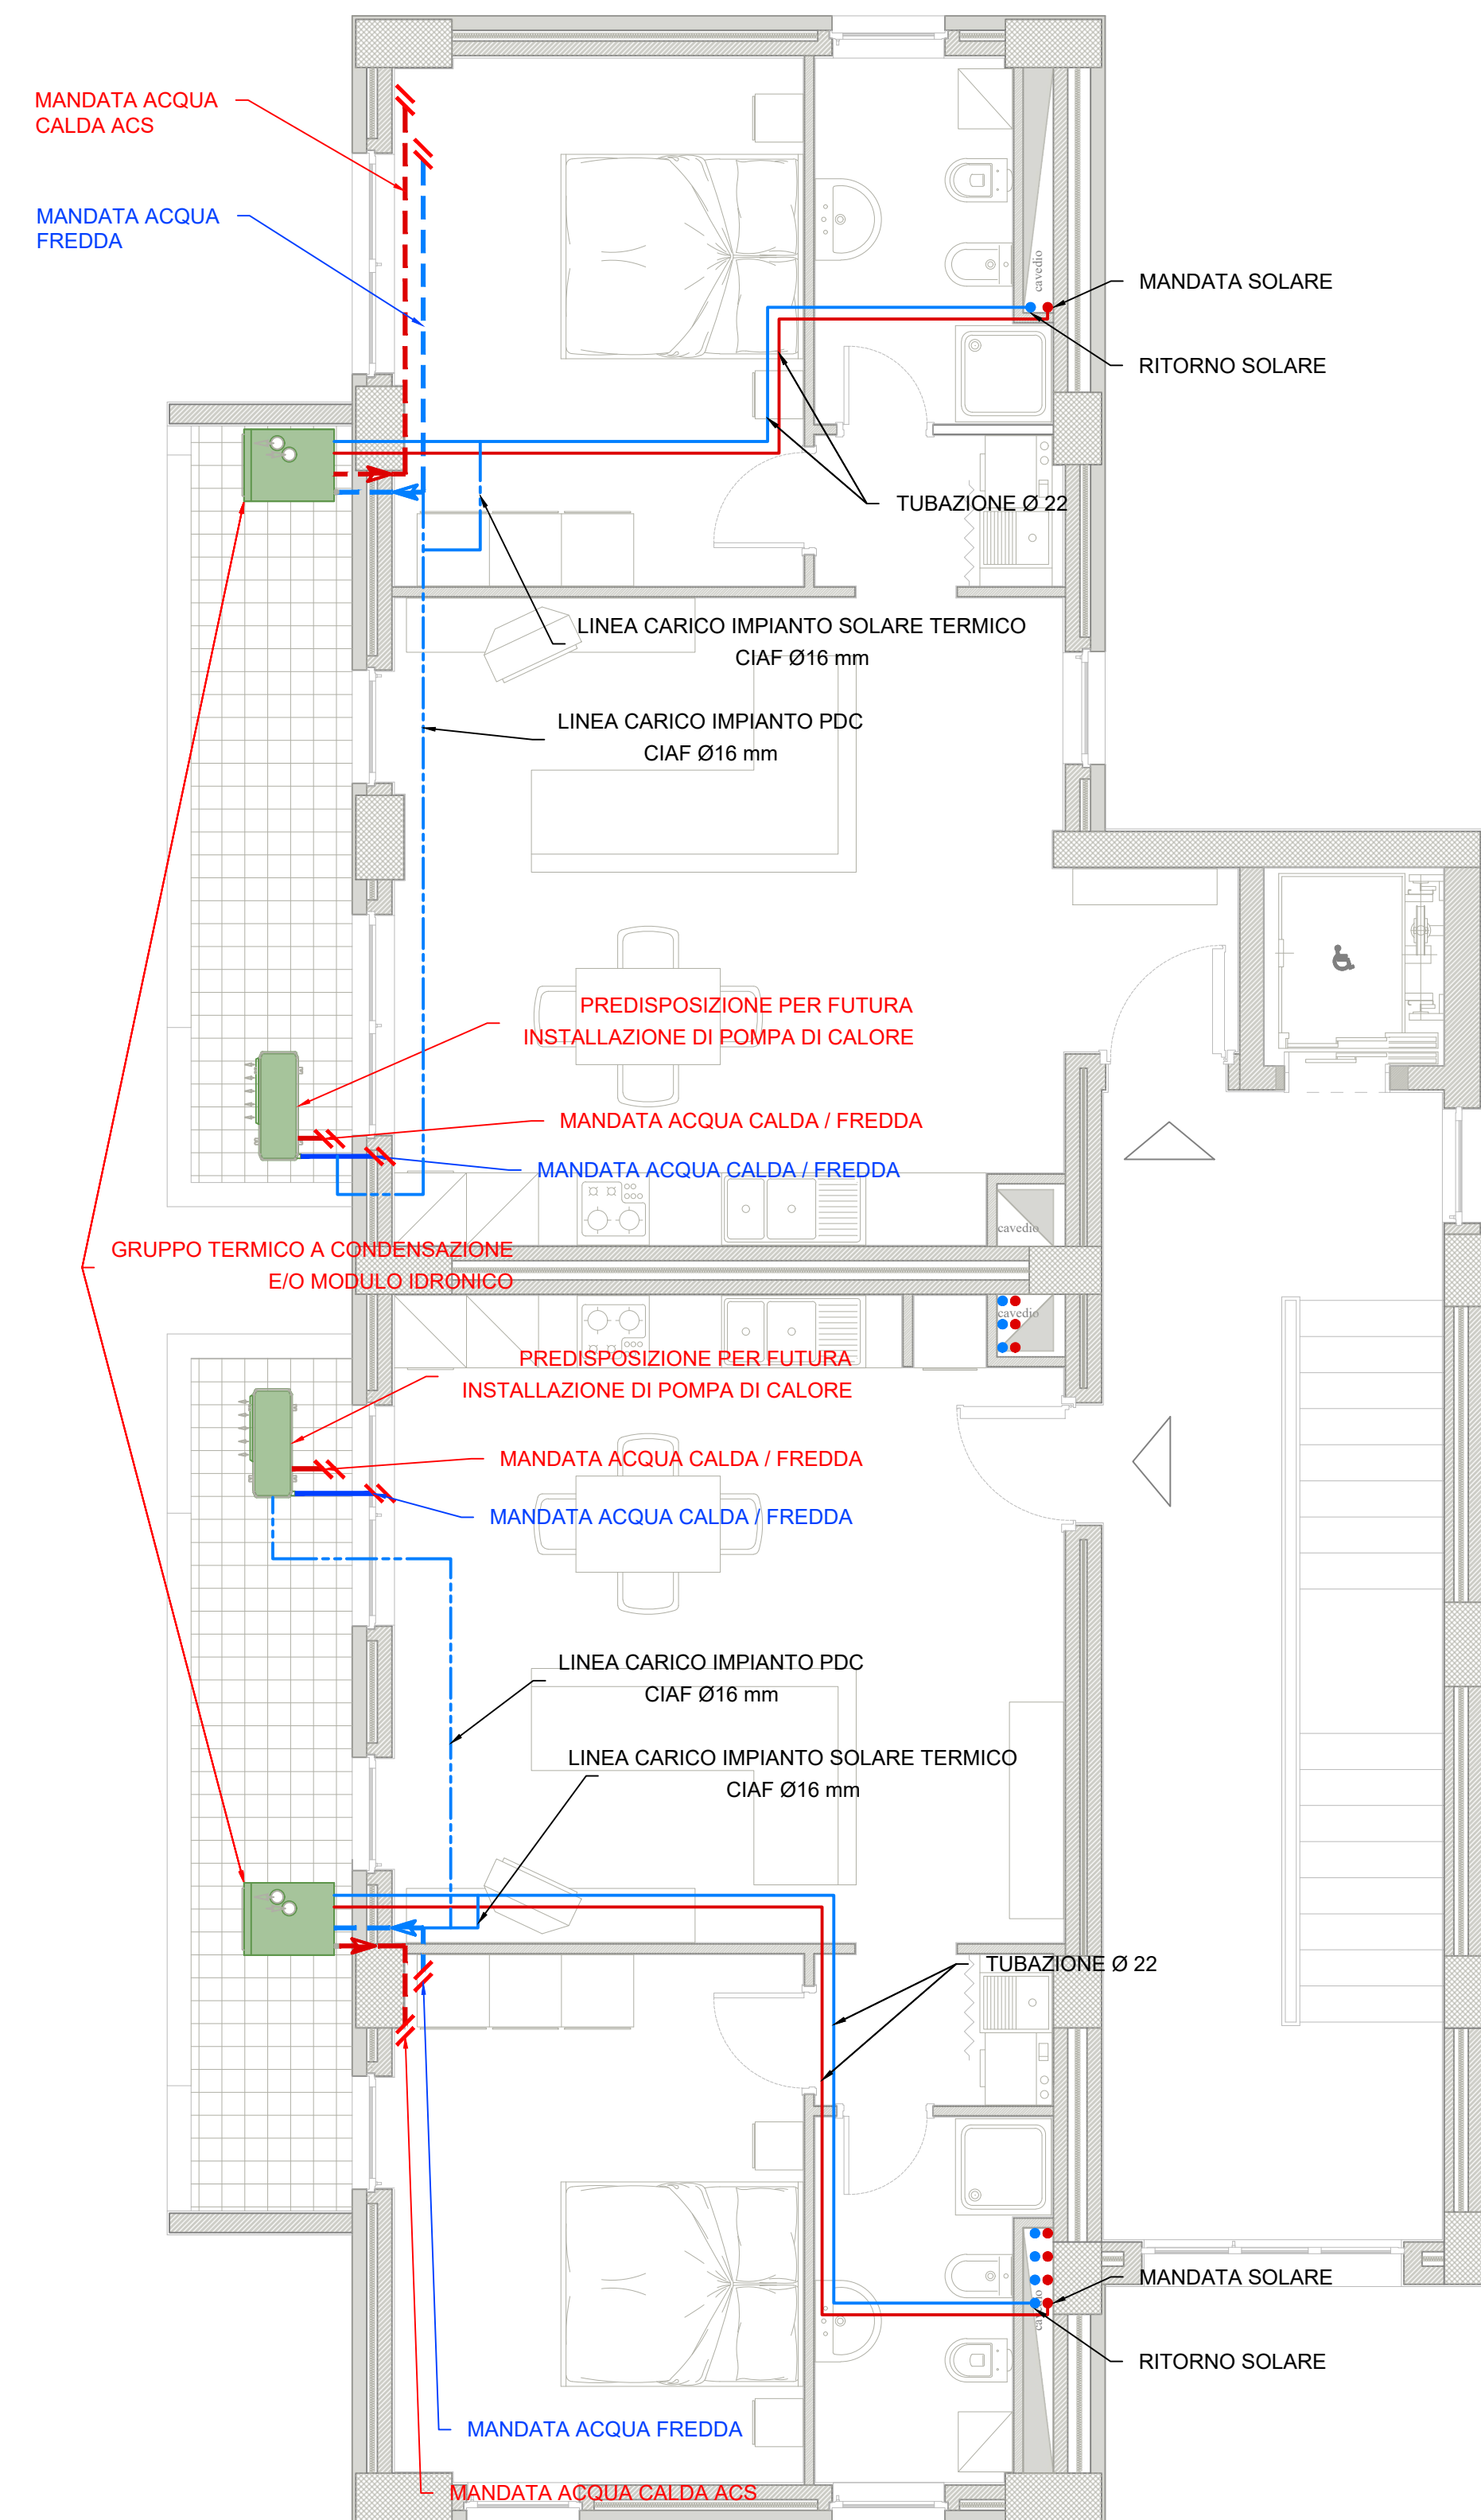 MANDATA ACQUA
CALDA ACS
MANDATA ACQUA
FREDDA
cavedio
MANDATA SOLARE
RITORNO SOLARE
TUBAZIONE Ø 22
LINEA CARICO IMPIANTO SOLARE TERMICO
CIAF Ø16 mm
LINEA CARICO IMPIANTO PDC
CIAF Ø16 mm
PREDISPOSIZIONE PER FUTURA
INSTALLAZIONE DI POMPA DI CALORE
MANDATA ACQUA CALDA / FREDDA
MANDATA ACQUA CALDA / FREDDA
cavedio
GRUPPO TERMICO A CONDENSAZIONE
E/O MODULO IDRONICO
cavedio
PREDISPOSIZIONE PER FUTURA
INSTALLAZIONE DI POMPA DI CALORE
MANDATA ACQUA CALDA / FREDDA
MANDATA ACQUA CALDA / FREDDA
LINEA CARICO IMPIANTO PDC
CIAF Ø16 mm
LINEA CARICO IMPIANTO SOLARE TERMICO
CIAF Ø16 mm
TUBAZIONE Ø 22
MANDATA SOLARE
cavedio
RITORNO SOLARE
MANDATA ACQUA FREDDA
MANDATA ACQUA CALDA ACS